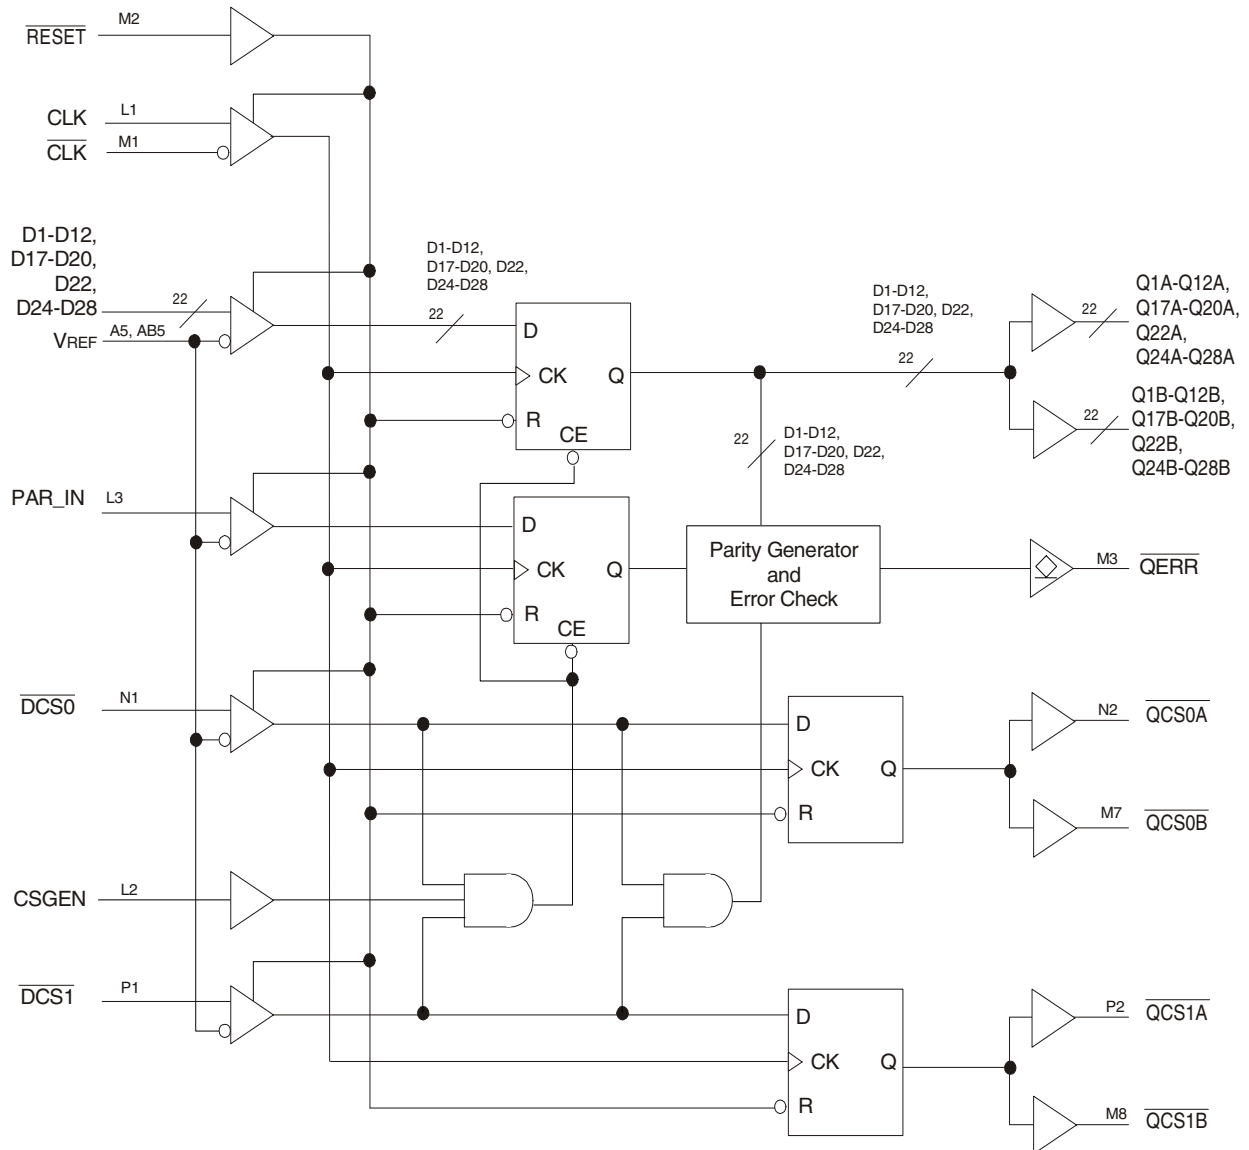 M2
RESET
CLK
L1
CLK
M1
D1-D12,
D17-D20,
D22,
D24-D28
22
VREF
A5, AB5
D1-D12,
D17-D20, D22,
D24-D28
22
D
CK
Q
R
CE
D1-D12,
D17-D20, D22,
D24-D28
22
22
Q1A-Q12A,
Q17A-Q20A,
Q22A,
Q24A-Q28A
22
Q1B-Q12B,
Q17B-Q20B,
Q22B,
Q24B-Q28B
22
D1-D12,
D17-D20, D22,
D24-D28
PAR_IN
L3
D
CK
Q
R
CE
Parity Generator
and
Error Check
M3
QERR
DCS0
N1
D
CK
Q
R
N2
QCS0A
M7
QCS0B
CSGEN
L2
DCS1
P1
D
CK
Q
R
P2
QCS1A
M8
QCS1B